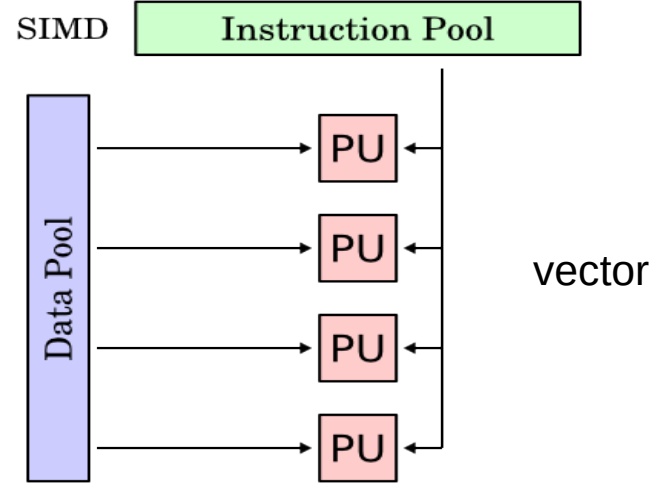 SIMD
Instruction Pool
Data Pool
PU
PU
PU
PU
vector